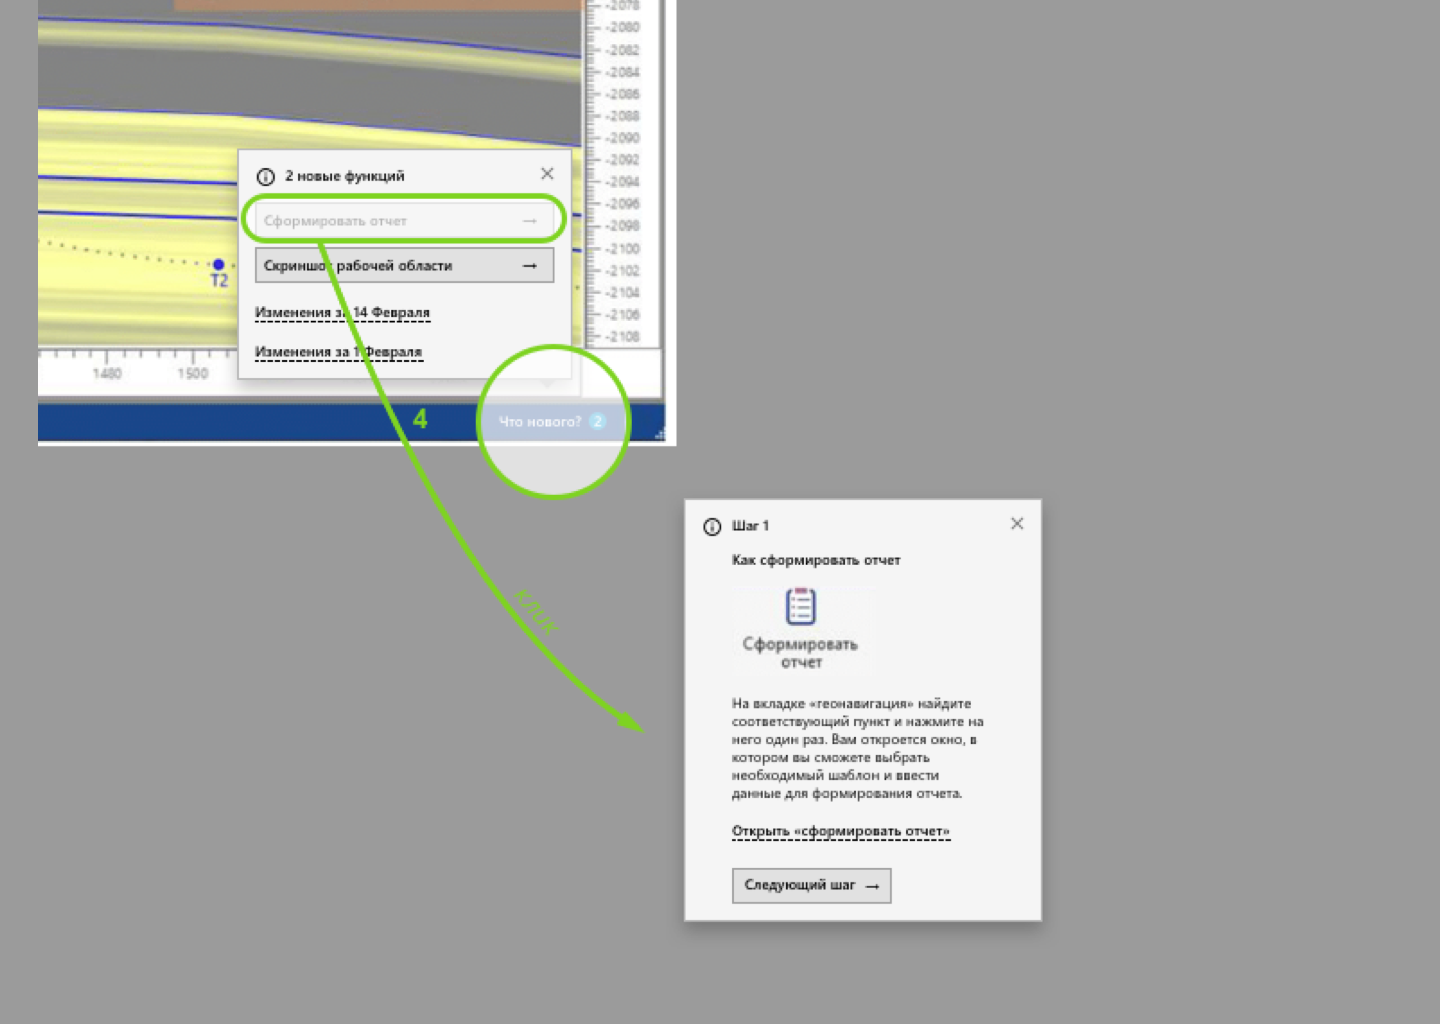 -2078
-2080
-2082
-2084
-2086
-2088
-2090
-2092
-2094
-2096
-2098
-2100
-2102
-2104
-2106
-2108
2 новые функций
Сформировать отчет →
Скриншот рабочей области →
T2
Изменения за 14 Февраля
Изменения за 1 Февраля
1480 1500
4
Что нового? 2
клик
Шаг 1
Как сформировать отчет
Сформировать
отчет
На вкладке «геонавигация» найдите
соответствующий пункт и нажмите на
него один раз. Вам откроется окно, в
котором вы сможете выбрать
необходимый шаблон и ввести
данные для формирования отчета.
Открыть «сформировать отчет»
Следующий шаг →